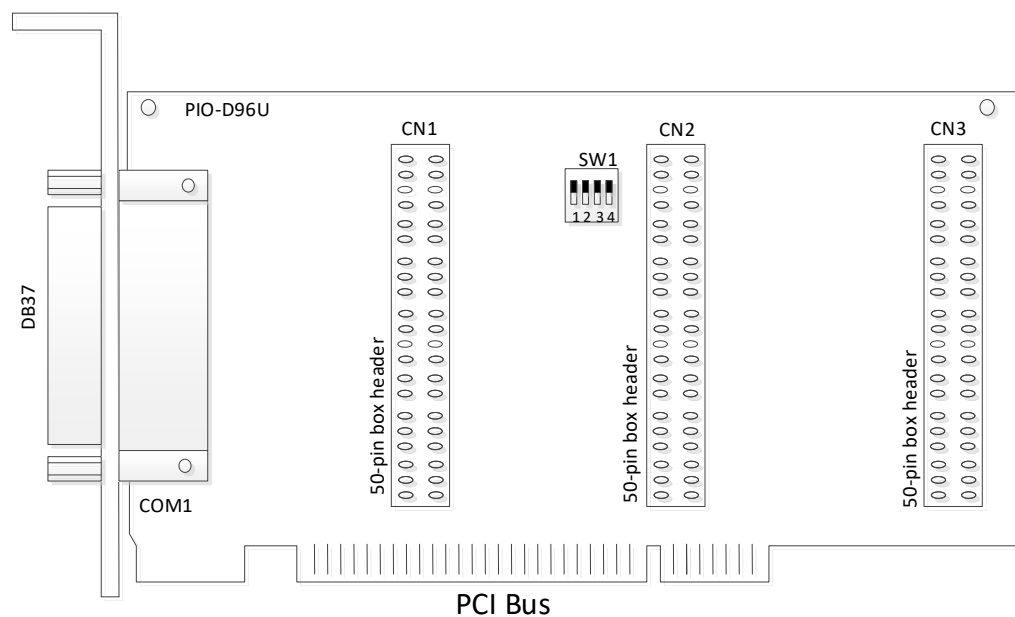 PIO-D96U
CN1
CN2
CN3
SW1
1 2 3 4
DB37
50-pin box header
50-pin box header
50-pin box header
COM1
PCI Bus